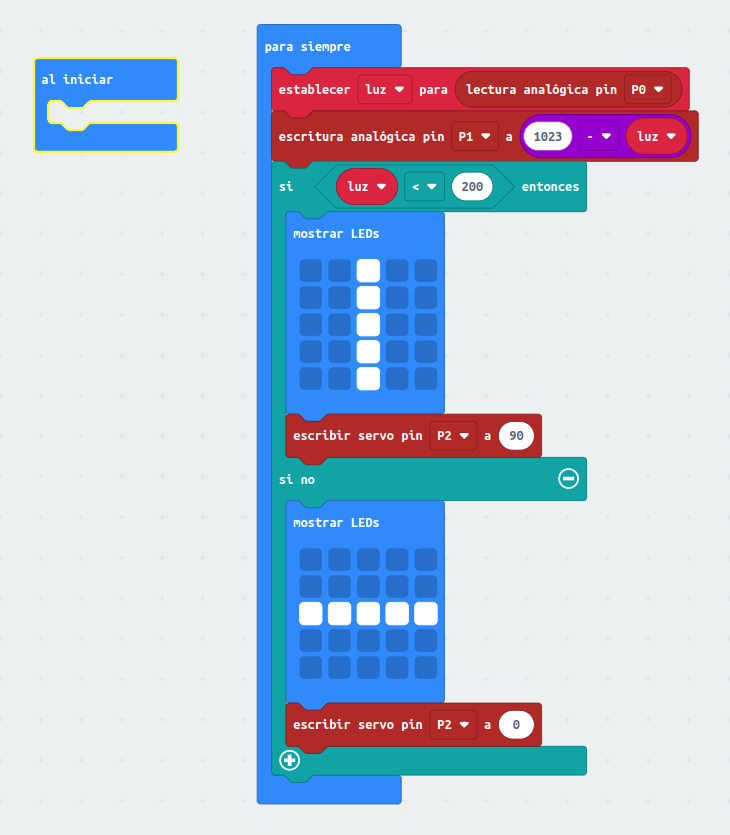 para siempre
al iniciar
establecer luz para lectura analógica pin P0
escritura analógica pin P1 a 1023 - luz
si luz < 200 entonces
mostrar LEDs
escribir servo pin P2 a 90
si no
mostrar LEDs
escribir servo pin P2 a 0